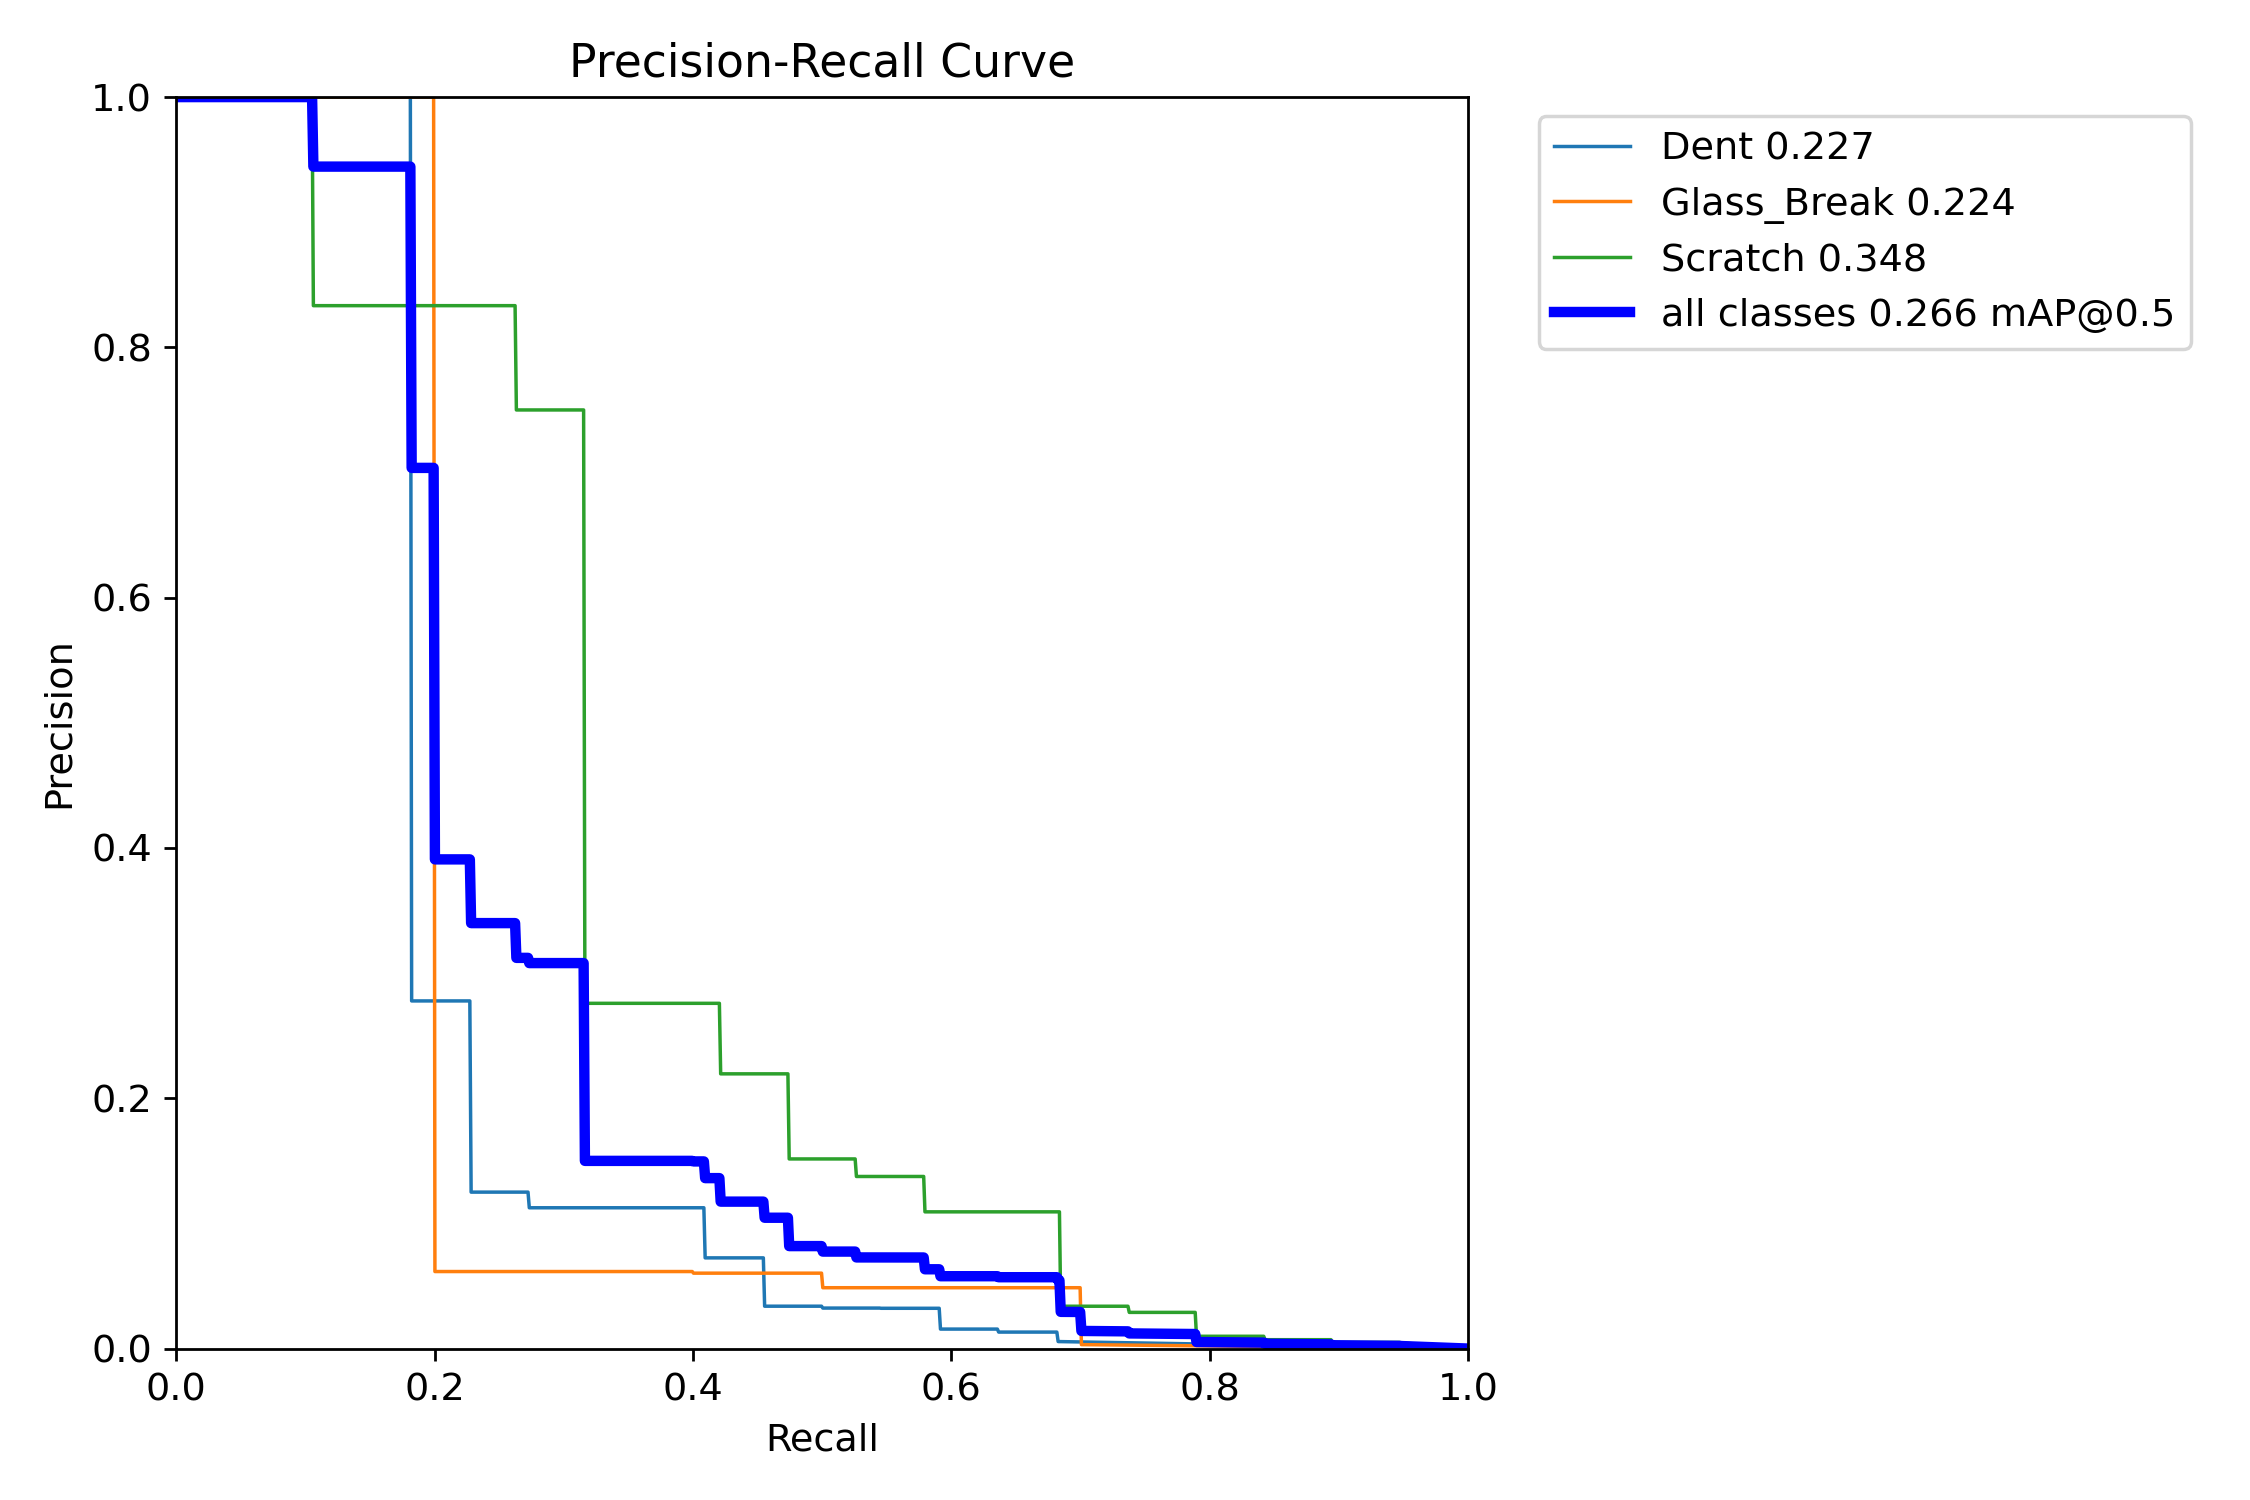 Precision-Recall Curve
1.0
0.8
0.6
0.4
0.2
0.0
Precision
0.0 0.2 0.4 0.6 0.8 1.0
Recall
Dent 0.227
Glass_Break 0.224
Scratch 0.348
all classes 0.266 mAP@0.5